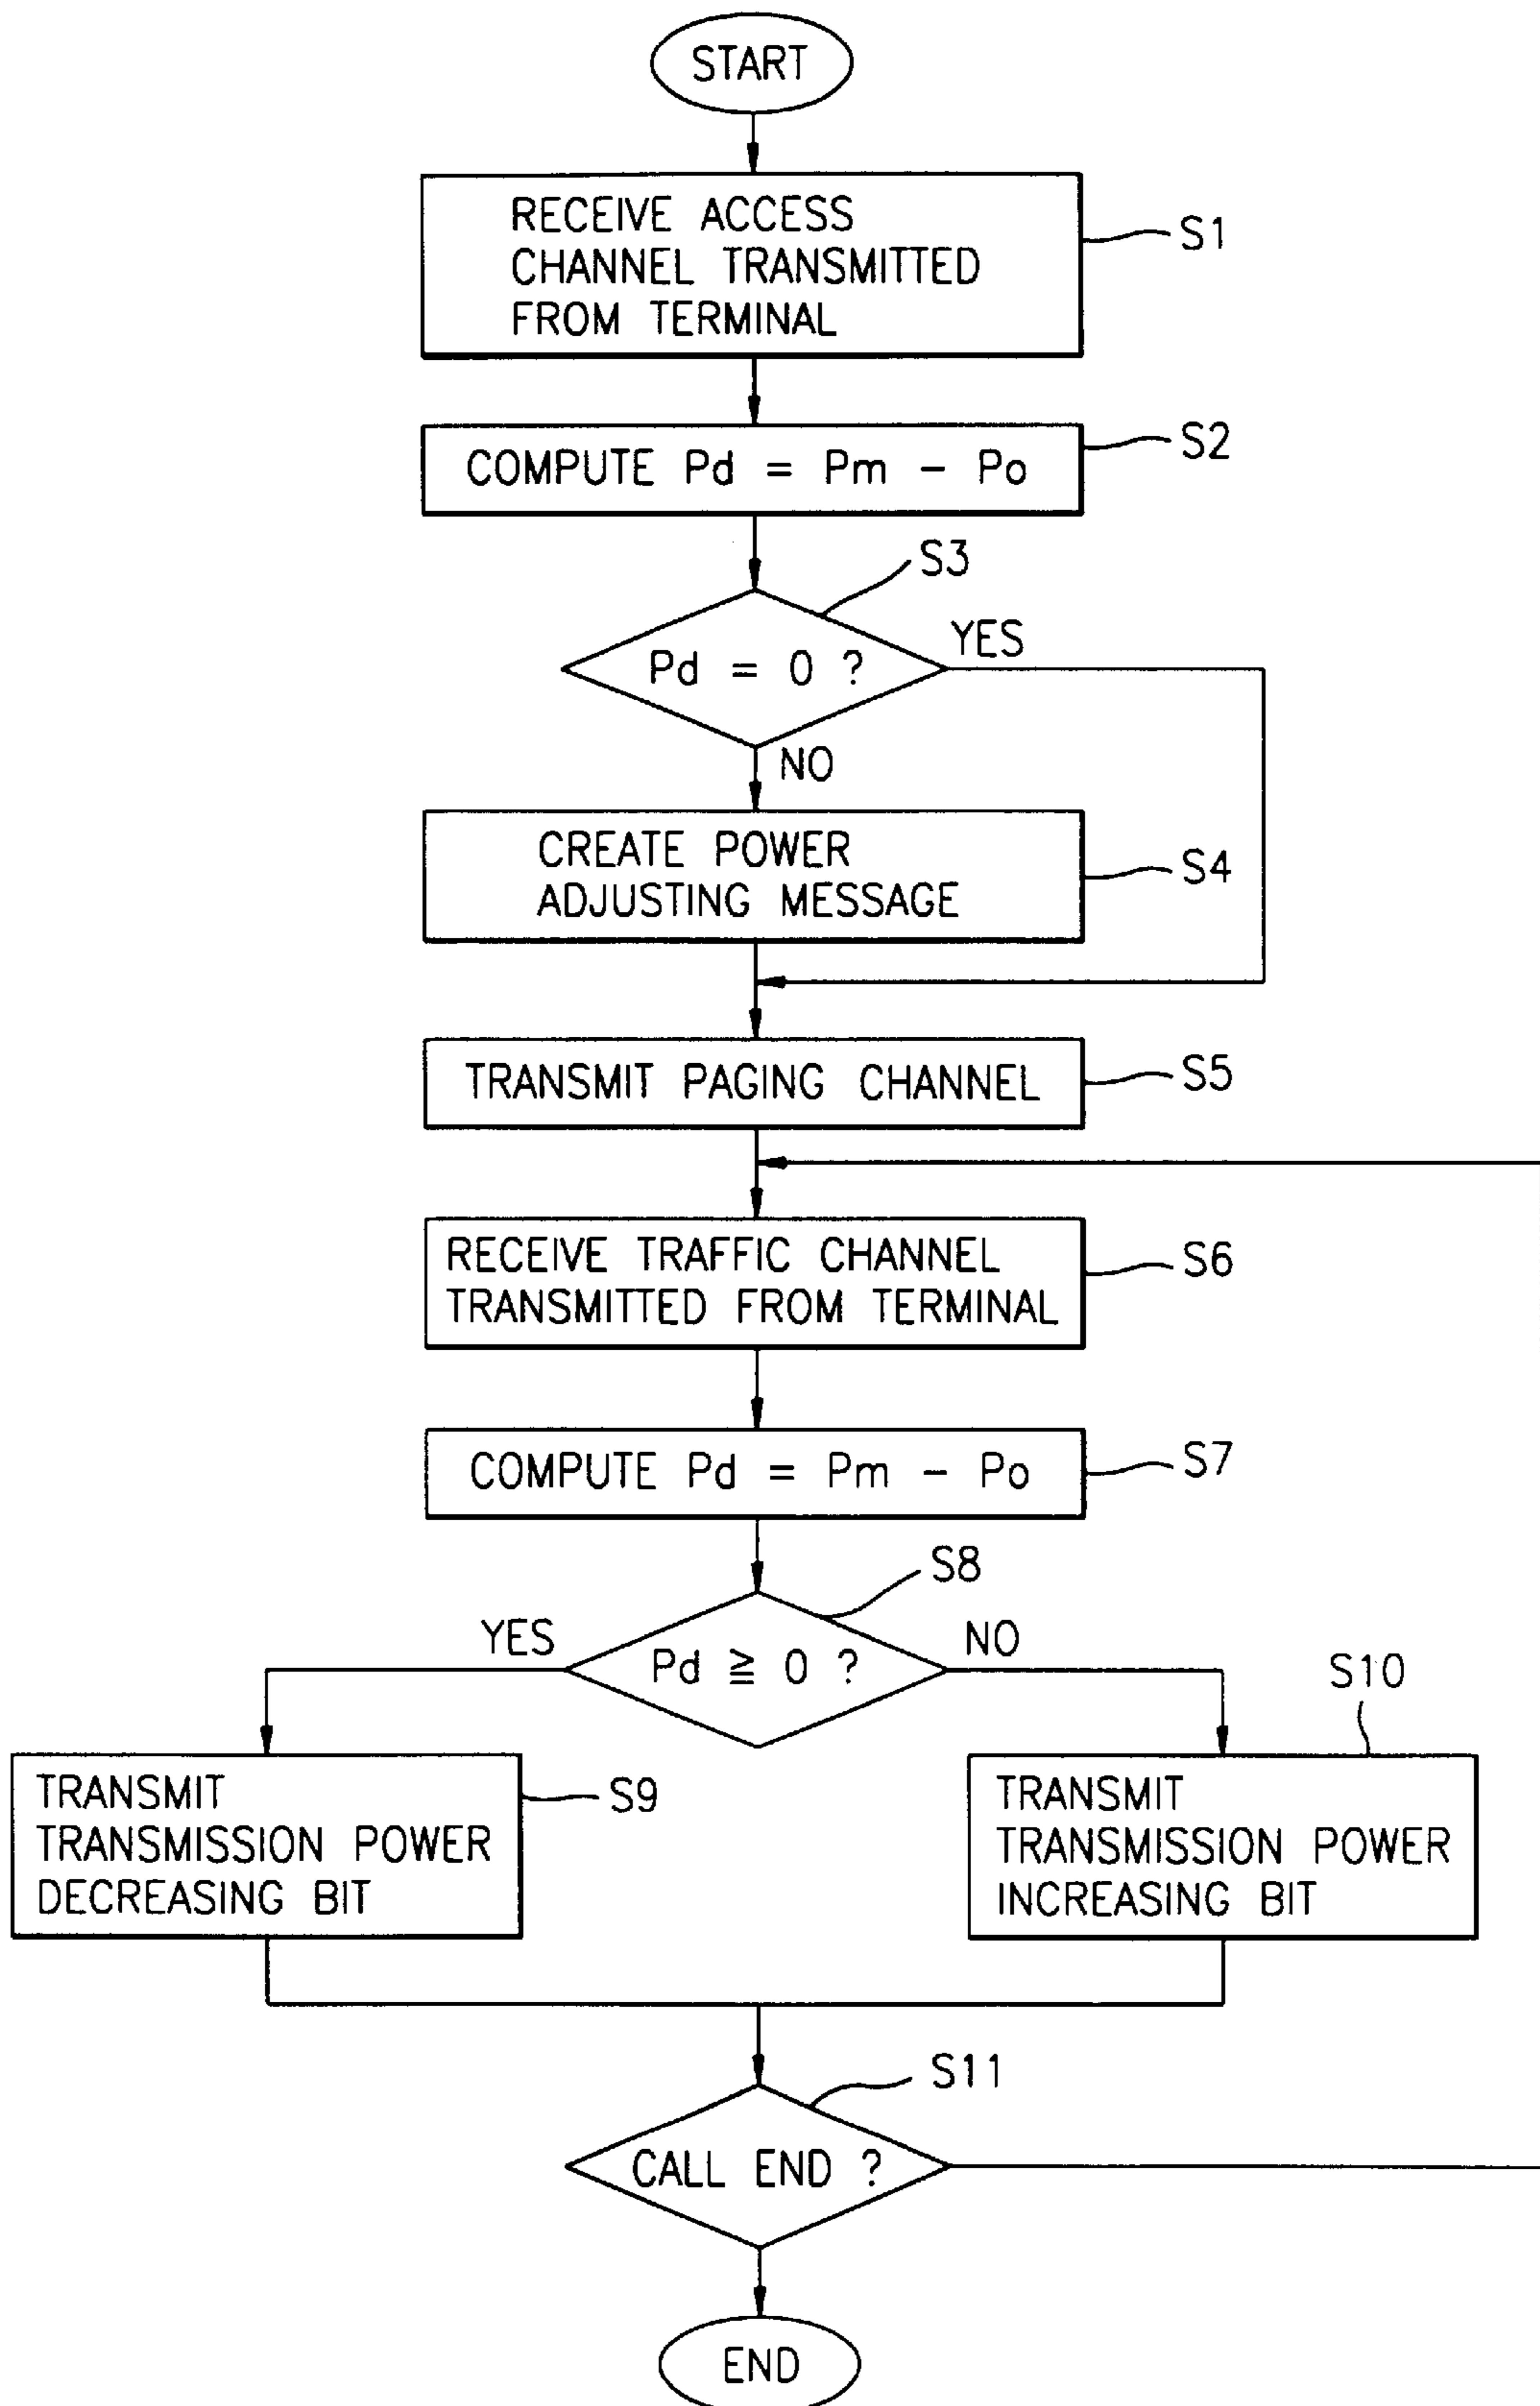 START
RECEIVE ACCESS
CHANNEL TRANSMITTED
FROM TERMINAL
S1
COMPUTE Pd = Pm - Po
S2
S3
Pd = 0 ?
YES
NO
CREATE POWER
ADJUSTING MESSAGE
S4
TRANSMIT PAGING CHANNEL
S5
RECEIVE TRAFFIC CHANNEL
TRANSMITTED FROM TERMINAL
S6
COMPUTE Pd = Pm - Po
S7
S8
YES
Pd ≧ 0 ?
NO
TRANSMIT
TRANSMISSION POWER
DECREASING BIT
S9
S10
TRANSMIT
TRANSMISSION POWER
INCREASING BIT
S11
CALL END ?
END